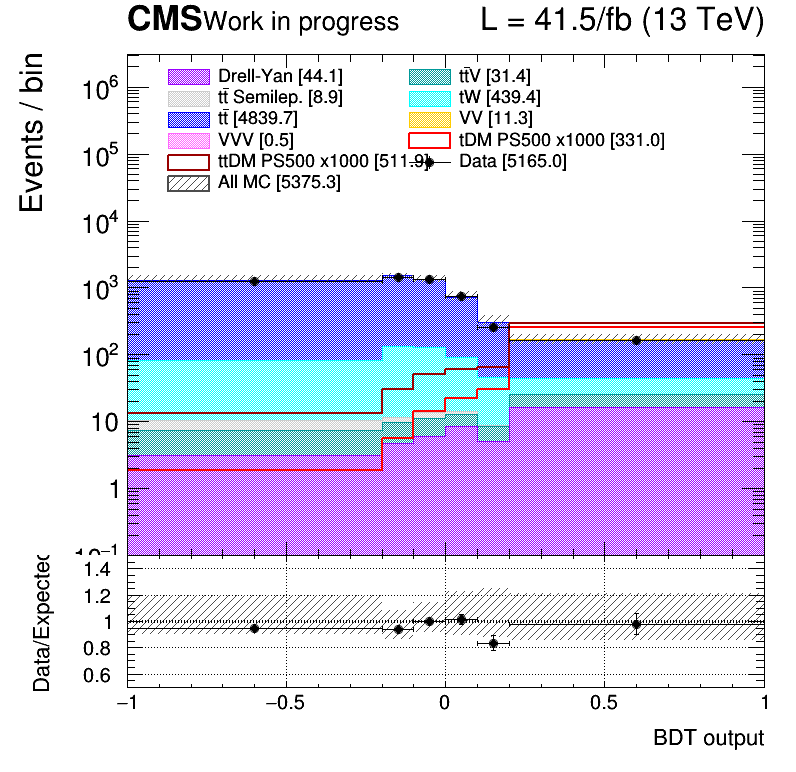 CMS Work in progress L = 41.5/fb (13 TeV)
Events / bin
Drell-Yan [44.1] tt̄V [31.4]
tt̄ Semilep. [8.9] tW [439.4]
tt̄ [4839.7] VV [11.3]
VVV [0.5] tDM PS500 x1000 [331.0]
ttDM PS500 x1000 [511.9] Data [5165.0]
All MC [5375.3]
10⁶
10⁵
10⁴
10³
10²
10
1
10⁻¹
Data/Expected
1.4
1.2
1
0.8
0.6
−1 −0.5 0 0.5 1
BDT output